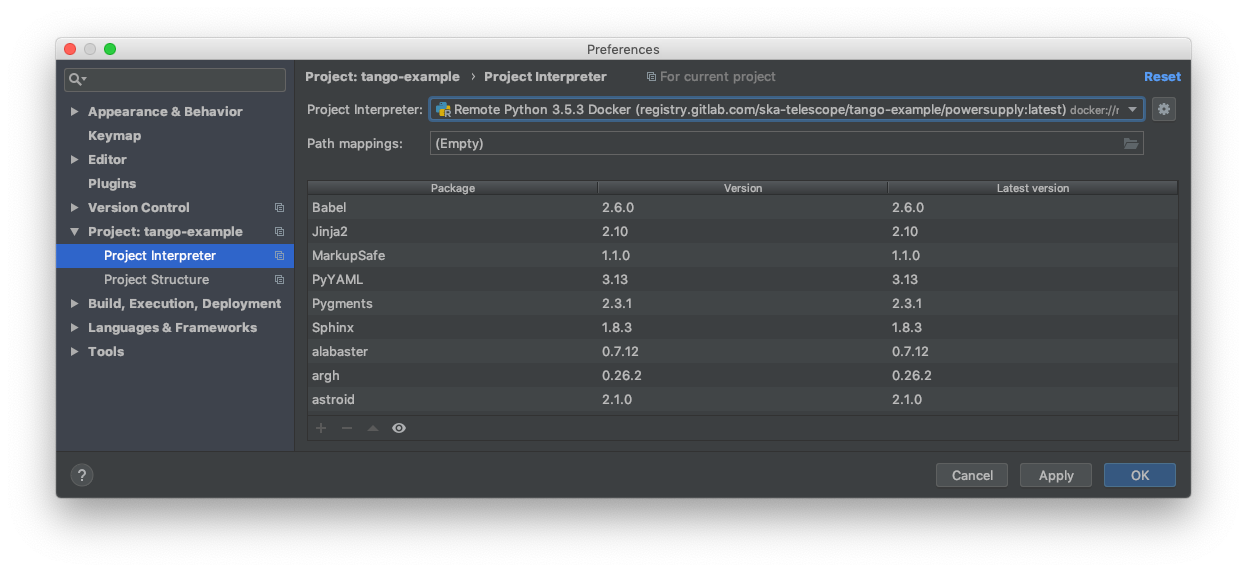 Preferences
Appearance & Behavior
Keymap
Editor
Plugins
Version Control
Project: tango-example
Project Interpreter
Project Structure
Build, Execution, Deployment
Languages & Frameworks
Tools
Project: tango-example › Project Interpreter For current project Reset
Project Interpreter: Remote Python 3.5.3 Docker (registry.gitlab.com/ska-telescope/tango-example/powersupply:latest) docker://r
Path mappings: (Empty)
Package Version Latest version
Babel 2.6.0 2.6.0
Jinja2 2.10 2.10
MarkupSafe 1.1.0 1.1.0
PyYAML 3.13 3.13
Pygments 2.3.1 2.3.1
Sphinx 1.8.3 1.8.3
alabaster 0.7.12 0.7.12
argh 0.26.2 0.26.2
astroid 2.1.0 2.1.0
? Cancel Apply OK